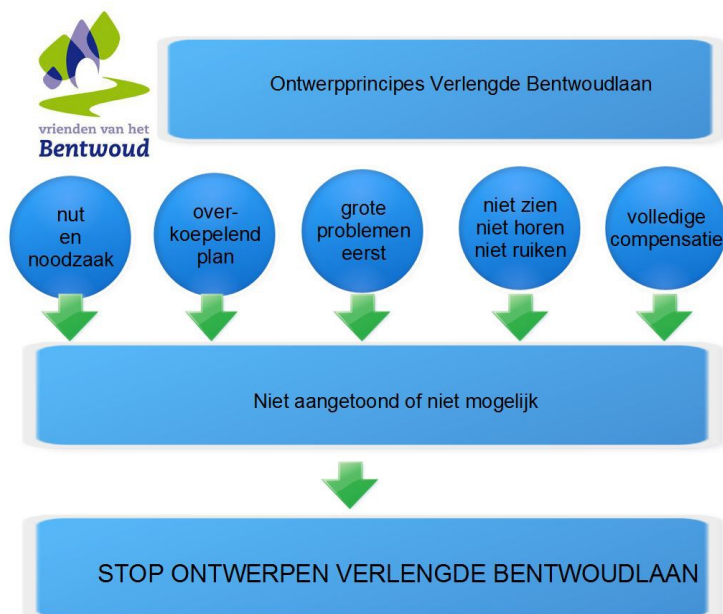 vrienden van het
Bentwoud
Ontwerpprincipes Verlengde Bentwoudlaan
nut
en
noodzaak
over-
koepelend
plan
grote
problemen
eerst
niet zien
niet horen
niet ruiken
volledige
compensatie
Niet aangetoond of niet mogelijk
STOP ONTWERPEN VERLENGDE BENTWOUDLAAN